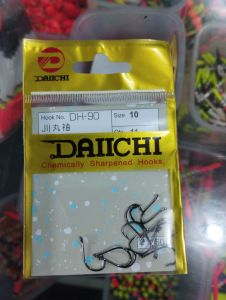 DAIICHI
Hook No. DH-90 Size 10
川丸袖
DAIICHI
Chemically Sharpened Hooks.